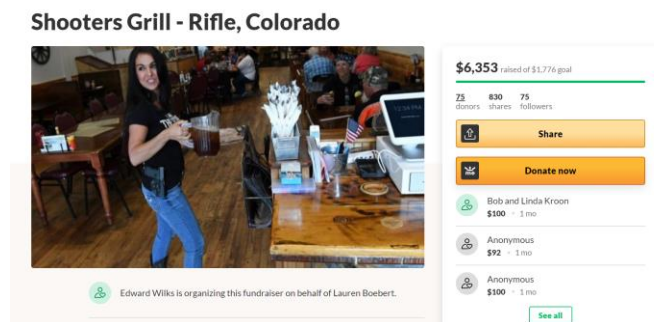 Shooters Grill - Rifle, Colorado
$6,353 raised of $1,776 goal
75 830 75
donors shares followers
Share
Donate now
Bob and Linda Kroon
$100 • 1 mo
Anonymous
$92 • 1 mo
Anonymous
$100 • 1 mo
See all
Edward Wilks is organizing this fundraiser on behalf of Lauren Boebert.